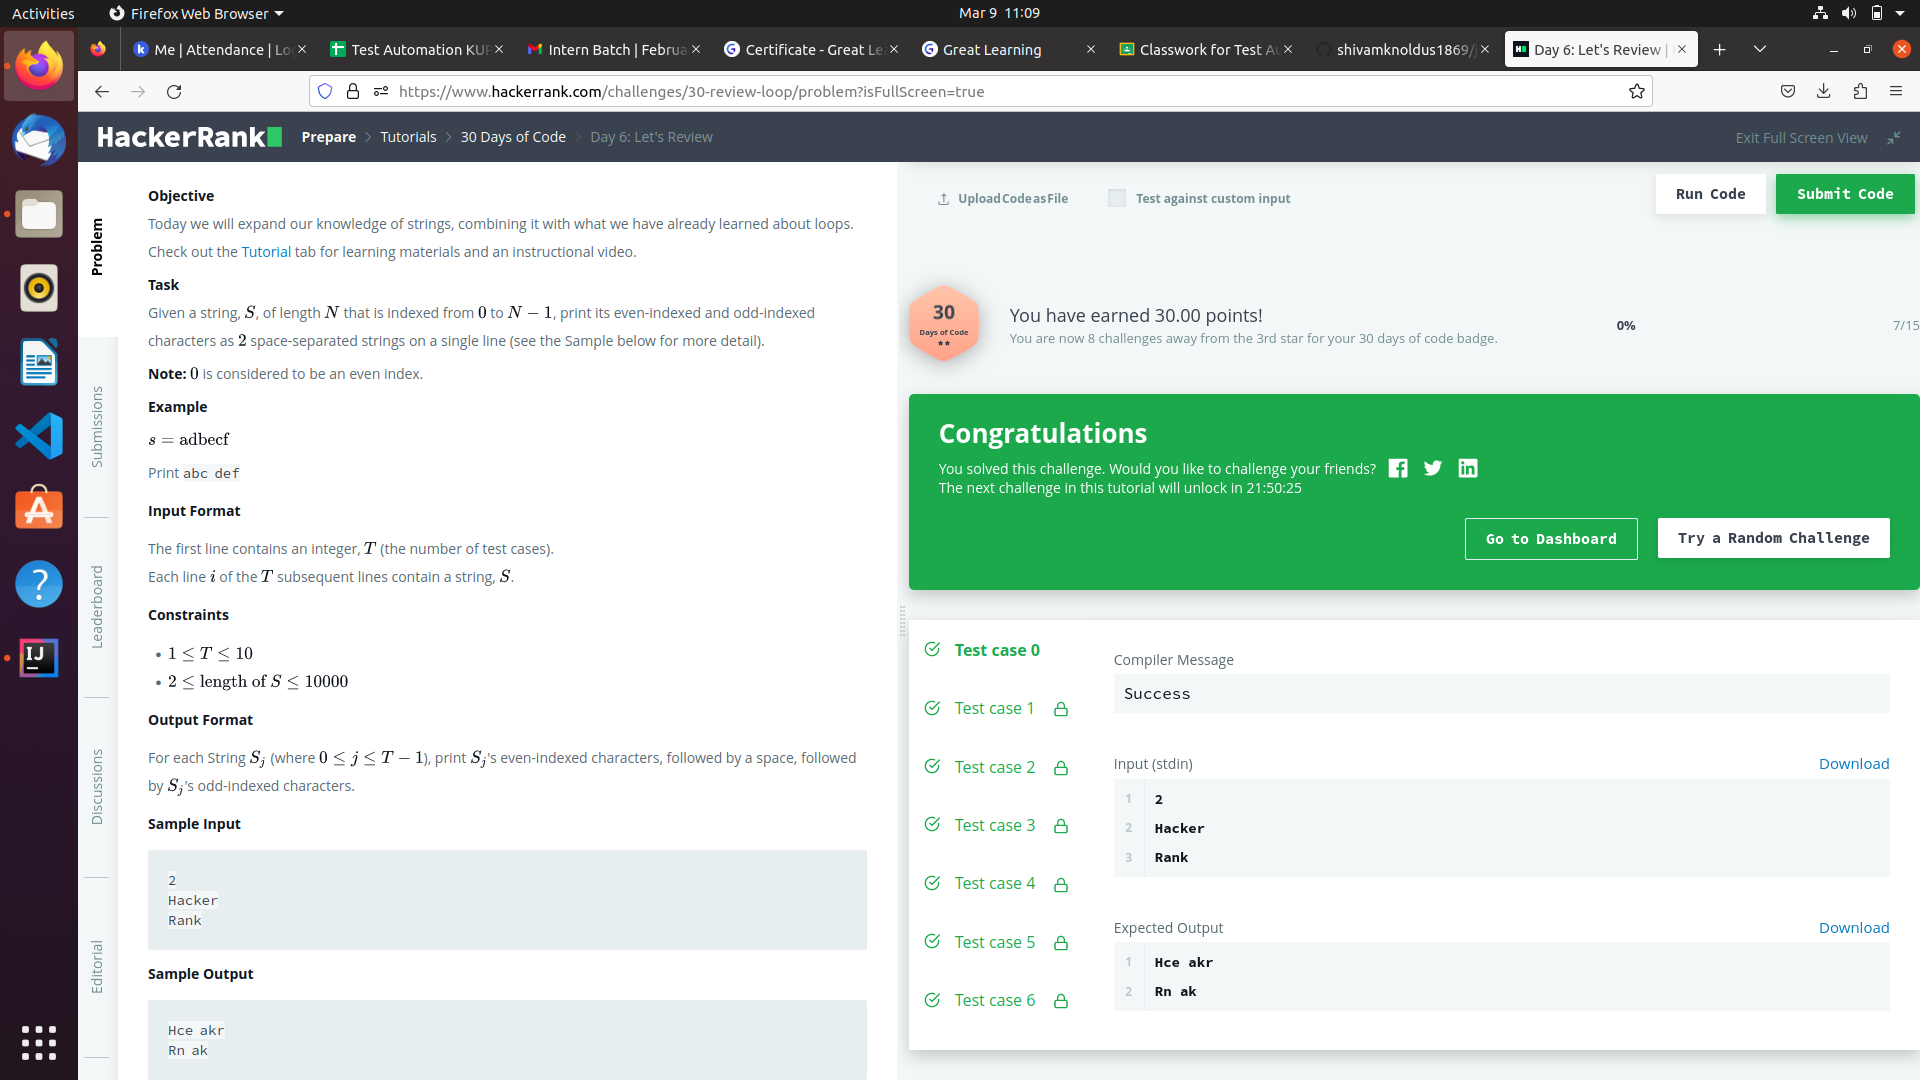 Activities
Firefox Web Browser
Mar 9 11:09
Me | Attendance | Lo
Test Automation KUP
Intern Batch | Februa
Certificate - Great Le
Great Learning
Classwork for Test Au
shivamknoldus1869/
Day 6: Let's Review |
https://www.hackerrank.com/challenges/30-review-loop/problem?isFullScreen=true
HackerRank
Prepare > Tutorials > 30 Days of Code > Day 6: Let's Review
Exit Full Screen View
Problem
Submissions
Leaderboard
Discussions
Editorial
Objective
Today we will expand our knowledge of strings, combining it with what we have already learned about loops.
Check out the Tutorial tab for learning materials and an instructional video.
Task
Given a string, S, of length N that is indexed from 0 to N − 1, print its even-indexed and odd-indexed
characters as 2 space-separated strings on a single line (see the Sample below for more detail).
Note: 0 is considered to be an even index.
Example
s = adbecf
Print abc def
Input Format
The first line contains an integer, T (the number of test cases).
Each line i of the T subsequent lines contain a string, S.
Constraints
• 1 ≤ T ≤ 10
• 2 ≤ length of S ≤ 10000
Output Format
For each String Sj (where 0 ≤ j ≤ T − 1), print Sj's even-indexed characters, followed by a space, followed
by Sj's odd-indexed characters.
Sample Input
2
Hacker
Rank
Sample Output
Hce akr
Rn ak
Upload Code as File
Test against custom input
Run Code
Submit Code
30
Days of Code
You have earned 30.00 points!
You are now 8 challenges away from the 3rd star for your 30 days of code badge.
0%
7/15
Congratulations
You solved this challenge. Would you like to challenge your friends?
The next challenge in this tutorial will unlock in 21:50:25
Go to Dashboard
Try a Random Challenge
Test case 0
Test case 1
Test case 2
Test case 3
Test case 4
Test case 5
Test case 6
Compiler Message
Success
Input (stdin)
Download
1 2
2 Hacker
3 Rank
Expected Output
Download
1 Hce akr
2 Rn ak